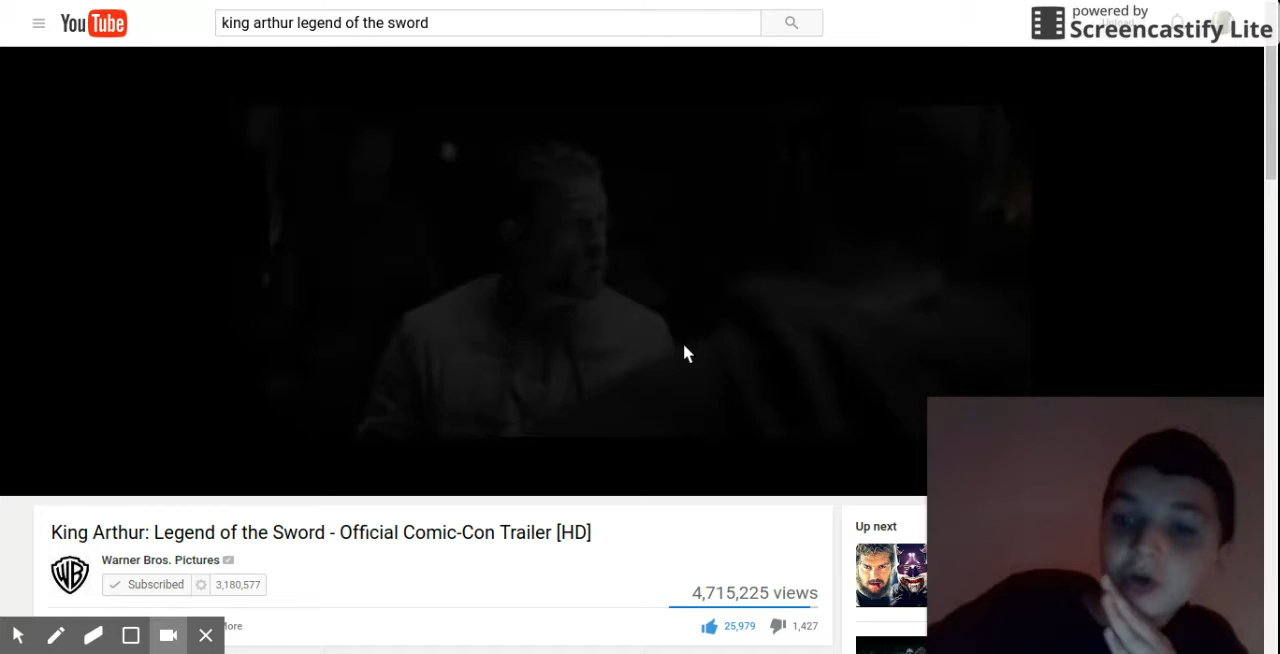 YouTube
king arthur legend of the sword
powered by
Screencastify Lite
King Arthur: Legend of the Sword - Official Comic-Con Trailer [HD]
Warner Bros. Pictures
Subscribed 3,180,577
4,715,225 views
25,979 1,427
Up next
WB